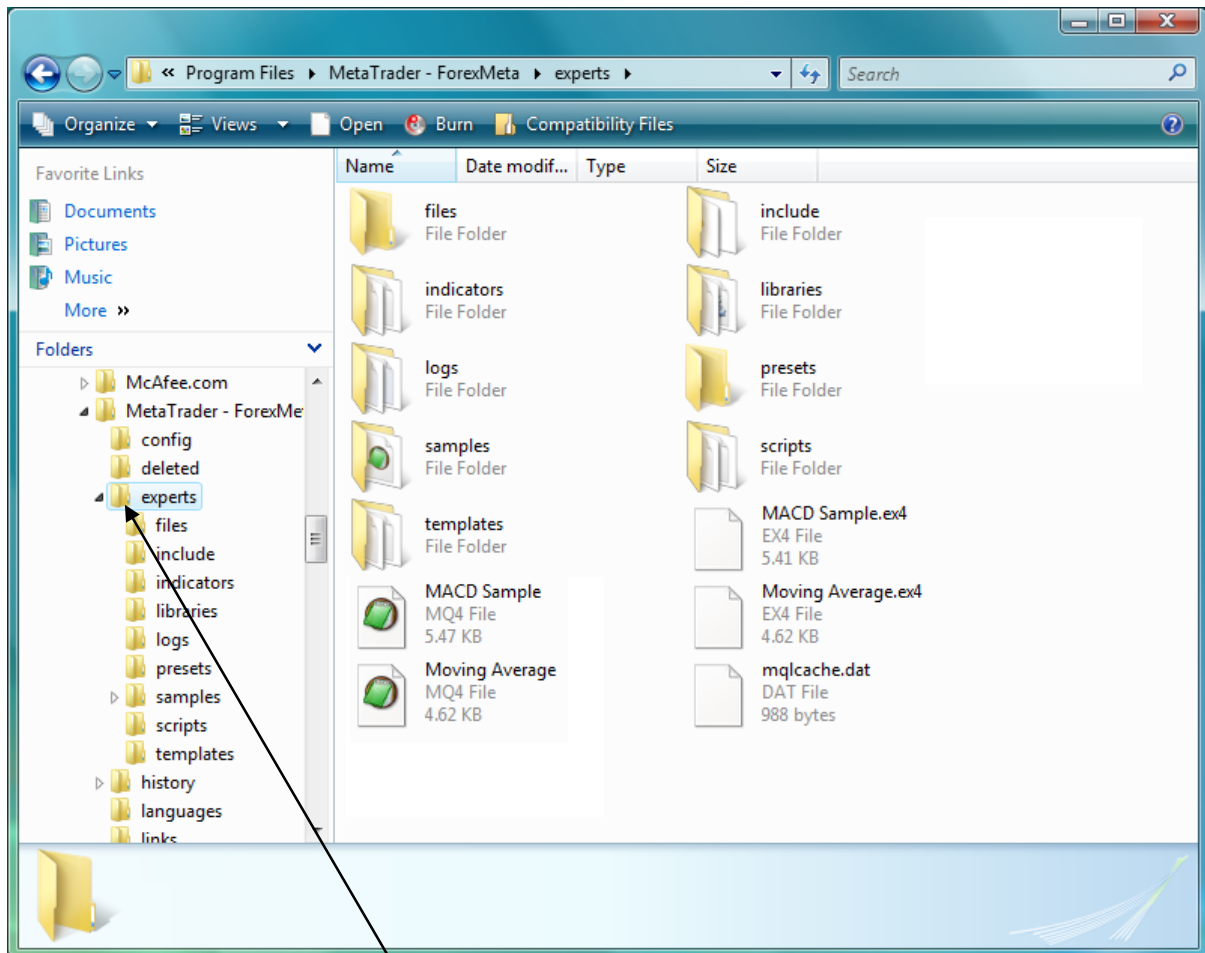 « Program Files ▸ MetaTrader - ForexMeta ▸ experts ▸
Search
Organize
Views
Open
Burn
Compatibility Files
Favorite Links
Documents
Pictures
Music
More »
Folders
McAfee.com
MetaTrader - ForexMe
config
deleted
experts
files
include
indicators
libraries
logs
presets
samples
scripts
templates
history
languages
links
Name
Date modif...
Type
Size
files
File Folder
include
File Folder
indicators
File Folder
libraries
File Folder
logs
File Folder
presets
File Folder
samples
File Folder
scripts
File Folder
templates
File Folder
MACD Sample.ex4
EX4 File
5.41 KB
MACD Sample
MQ4 File
5.47 KB
Moving Average.ex4
EX4 File
4.62 KB
Moving Average
MQ4 File
4.62 KB
mqlcache.dat
DAT File
988 bytes